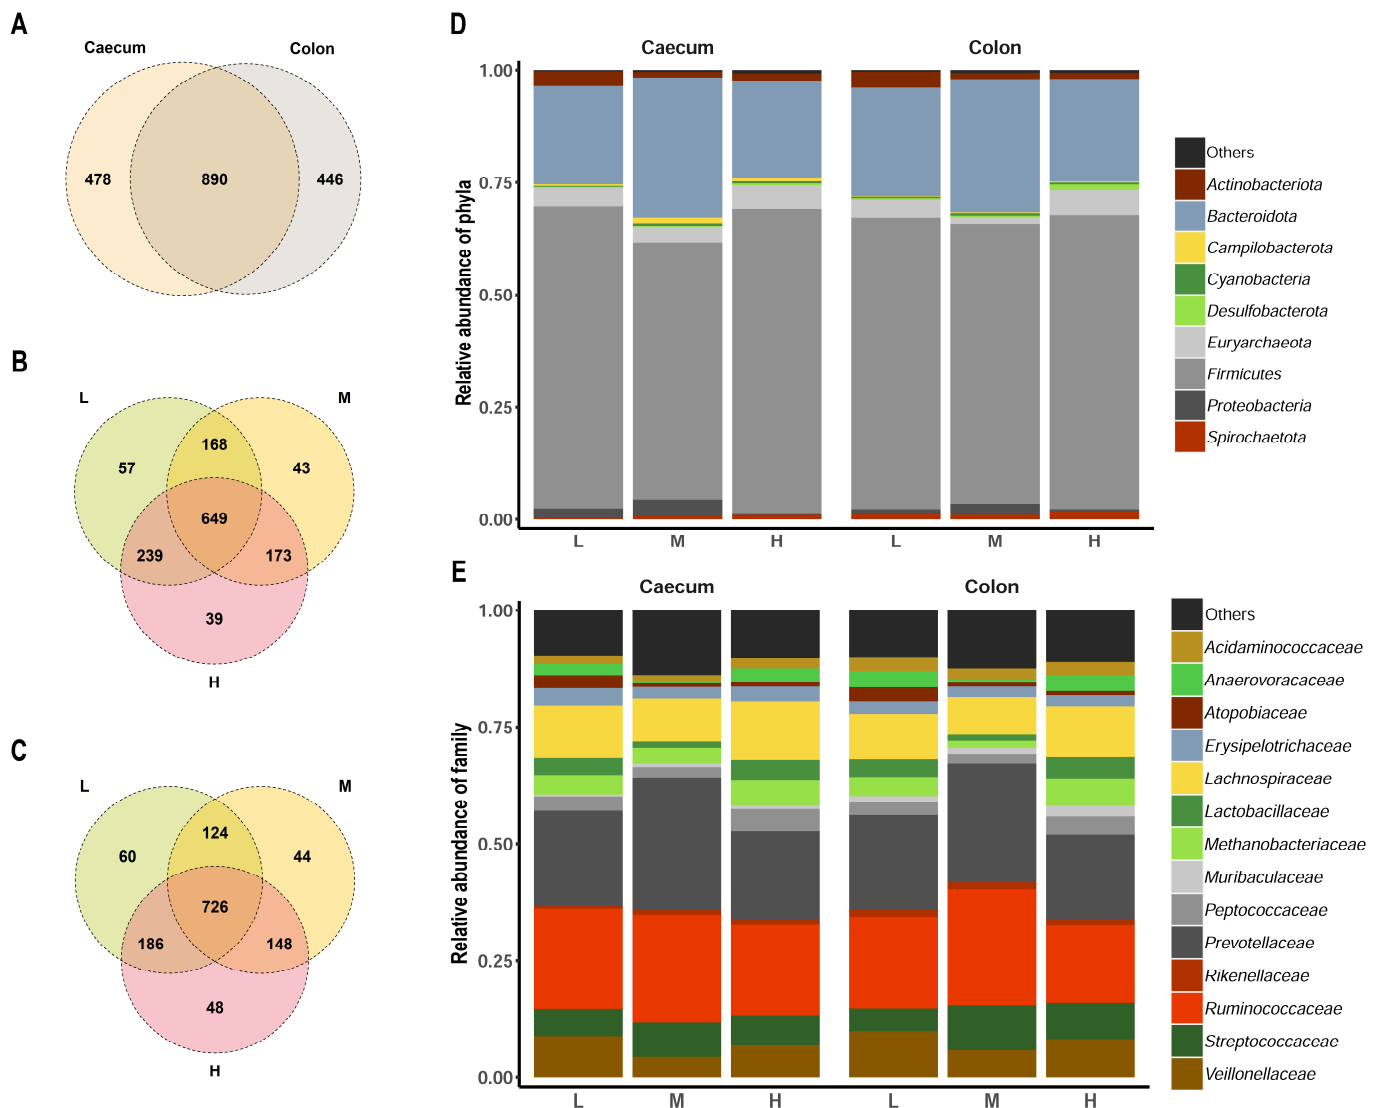 A
Caecum
Colon
478
890
446
B
L
M
168
57
43
649
239
173
39
H
C
L
M
124
60
44
726
186
148
48
H
D
Caecum
Colon
Relative abundance of phyla
1.00
0.75
0.50
0.25
0.00
L
M
H
L
M
H
Others
Actinobacteriota
Bacteroidota
Campilobacterota
Cyanobacteria
Desulfobacterota
Euryarchaeota
Firmicutes
Proteobacteria
Spirochaetota
E
Caecum
Colon
Relative abundance of family
1.00
0.75
0.50
0.25
0.00
L
M
H
L
M
H
Others
Acidaminococcaceae
Anaerovoracaceae
Atopobiaceae
Erysipelotrichaceae
Lachnospiraceae
Lactobacillaceae
Methanobacteriaceae
Muribaculaceae
Peptococcaceae
Prevotellaceae
Rikenellaceae
Ruminococcaceae
Streptococcaceae
Veillonellaceae